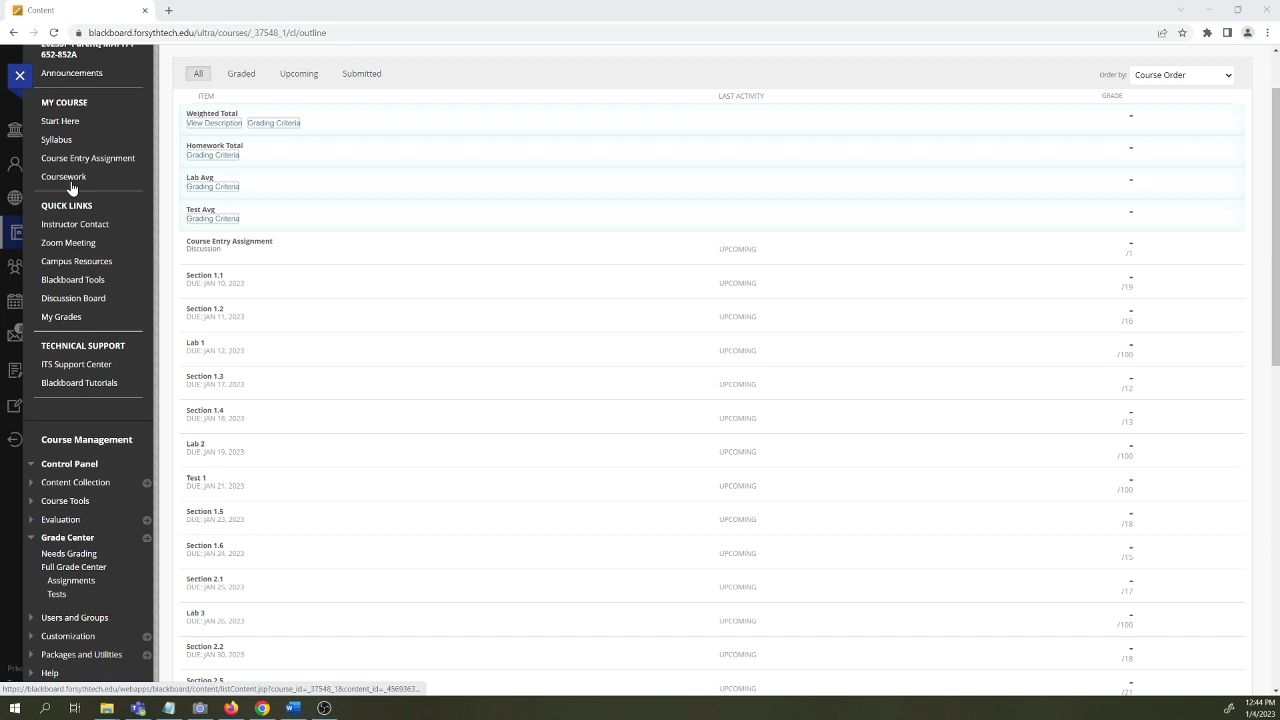 Content
blackboard.forsythtech.edu/ultra/courses/_37548_1/cl/outline
652-852A
Announcements
MY COURSE
Start Here
Syllabus
Course Entry Assignment
Coursework
QUICK LINKS
Instructor Contact
Zoom Meeting
Campus Resources
Blackboard Tools
Discussion Board
My Grades
TECHNICAL SUPPORT
ITS Support Center
Blackboard Tutorials
Course Management
Control Panel
Content Collection
Course Tools
Evaluation
Grade Center
Needs Grading
Full Grade Center
Assignments
Tests
Users and Groups
Customization
Packages and Utilities
Help
All Graded Upcoming Submitted
Order by: Course Order
ITEM LAST ACTIVITY GRADE
Weighted Total -
View Description Grading Criteria
Homework Total -
Grading Criteria
Lab Avg -
Grading Criteria
Test Avg -
Grading Criteria
Course Entry Assignment -
Discussion UPCOMING /1
Section 1.1 -
DUE: JAN 10, 2023 UPCOMING /19
Section 1.2 -
DUE: JAN 11, 2023 UPCOMING /16
Lab 1 -
DUE: JAN 12, 2023 UPCOMING /100
Section 1.3 -
DUE: JAN 17, 2023 UPCOMING /12
Section 1.4 -
DUE: JAN 18, 2023 UPCOMING /13
Lab 2 -
DUE: JAN 19, 2023 UPCOMING /100
Test 1 -
DUE: JAN 21, 2023 UPCOMING /100
Section 1.5 -
DUE: JAN 23, 2023 UPCOMING /18
Section 1.6 -
DUE: JAN 24, 2023 UPCOMING /15
Section 2.1 -
DUE: JAN 25, 2023 UPCOMING /17
Lab 3 -
DUE: JAN 26, 2023 UPCOMING /100
Section 2.2 -
DUE: JAN 30, 2023 UPCOMING /18
Section 2.5
UPCOMING /21
https://blackboard.forsythtech.edu/webapps/blackboard/content/listContent.jsp?course_id=_37548_1&content_id=_4569363...
12:44 PM
1/4/2023